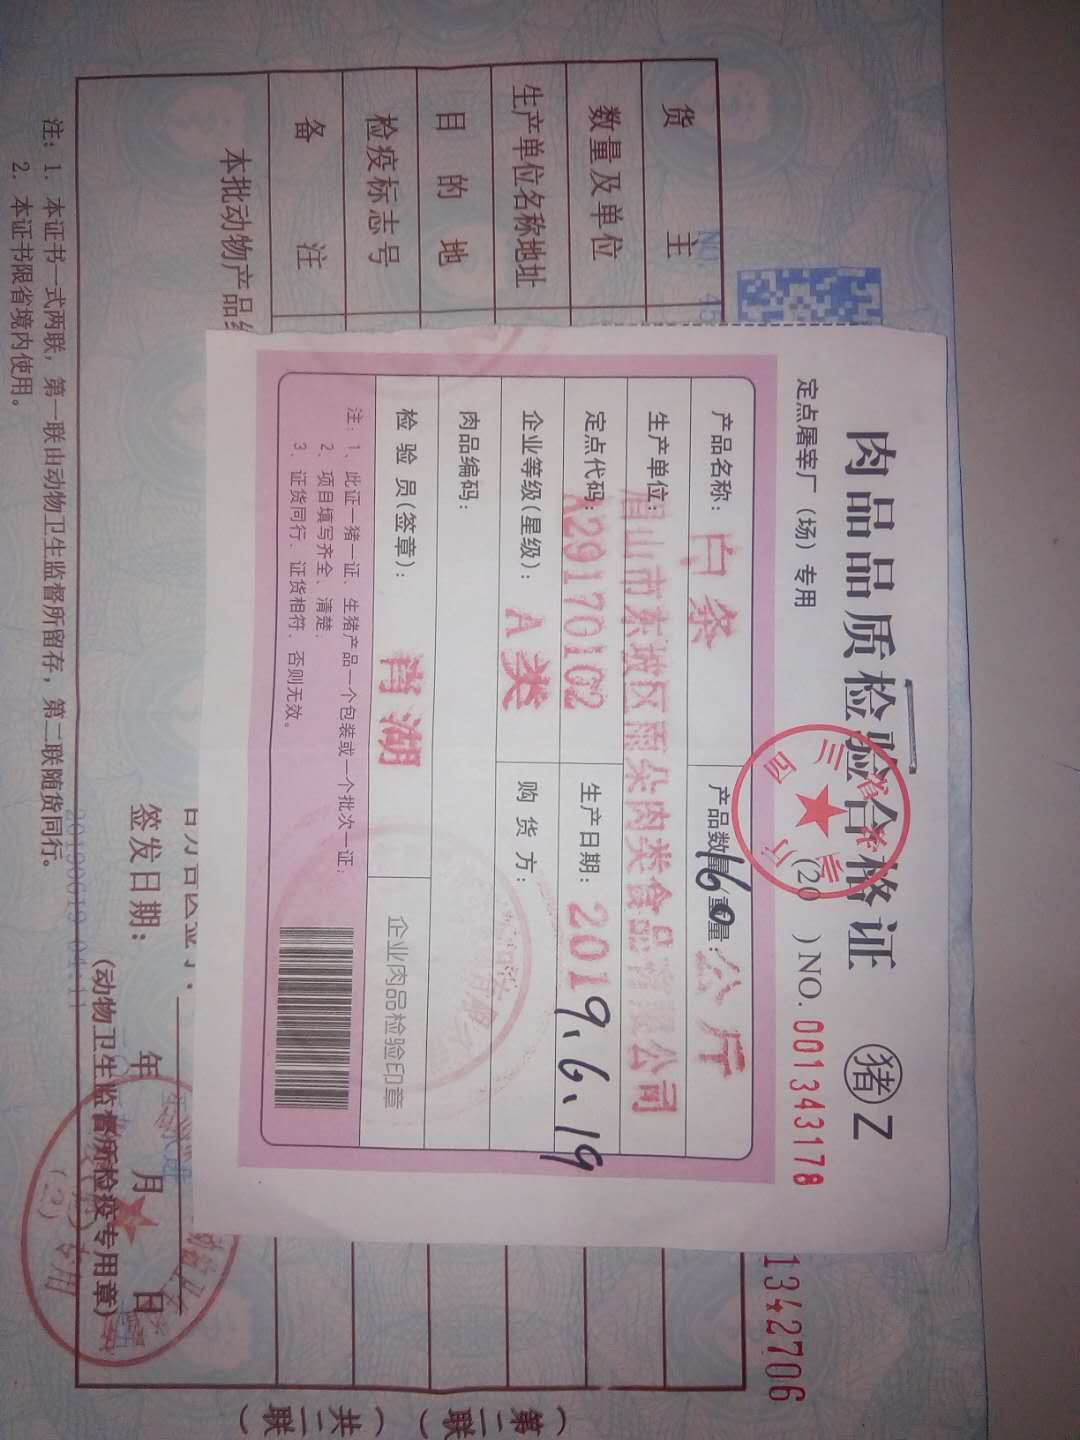 肉品品质检验合格证 猪 Z
定点屠宰厂（场）专用 （20 ）NO. 001343178
产品名称：白条 产品数量/重量：160 公斤
生产单位：眉山市东坡区雨朵肉类食品有限公司
定点代码：A29170102 生产日期：2019.6.19
企业等级(星级)：A类 购货方：
肉品编码：
检验员(签章)：肖湖 企业肉品检验印章
注：1、此证一猪一证、生猪产品一个包装或一个批次一证；
2、项目填写齐全、清楚；
3、证货同行、证货相符、否则无效。
NO.
1342706
货主
数量及单位
生产单位名称地址
目的地
检疫标志号
备注
本批动物产品
签发日期： 年 月 日
20190619 04:11
（动物卫生监督所检疫专用章）
注：1. 本证书一式两联，第一联由动物卫生监督所留存，第二联随货同行。
2. 本证书限省境内使用。
（第二联）（共二联）